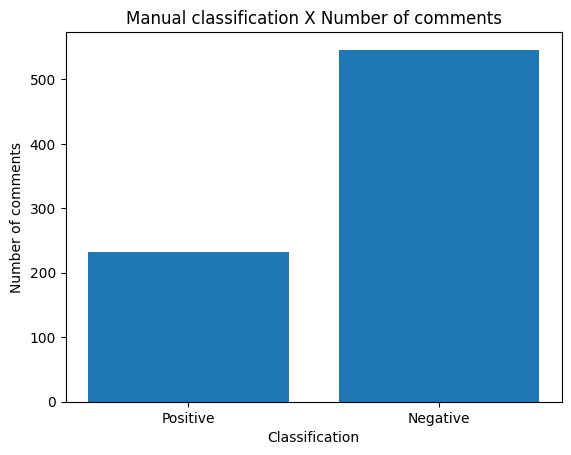 Manual classification X Number of comments
Number of comments
500
400
300
200
100
0
Positive
Negative
Classification